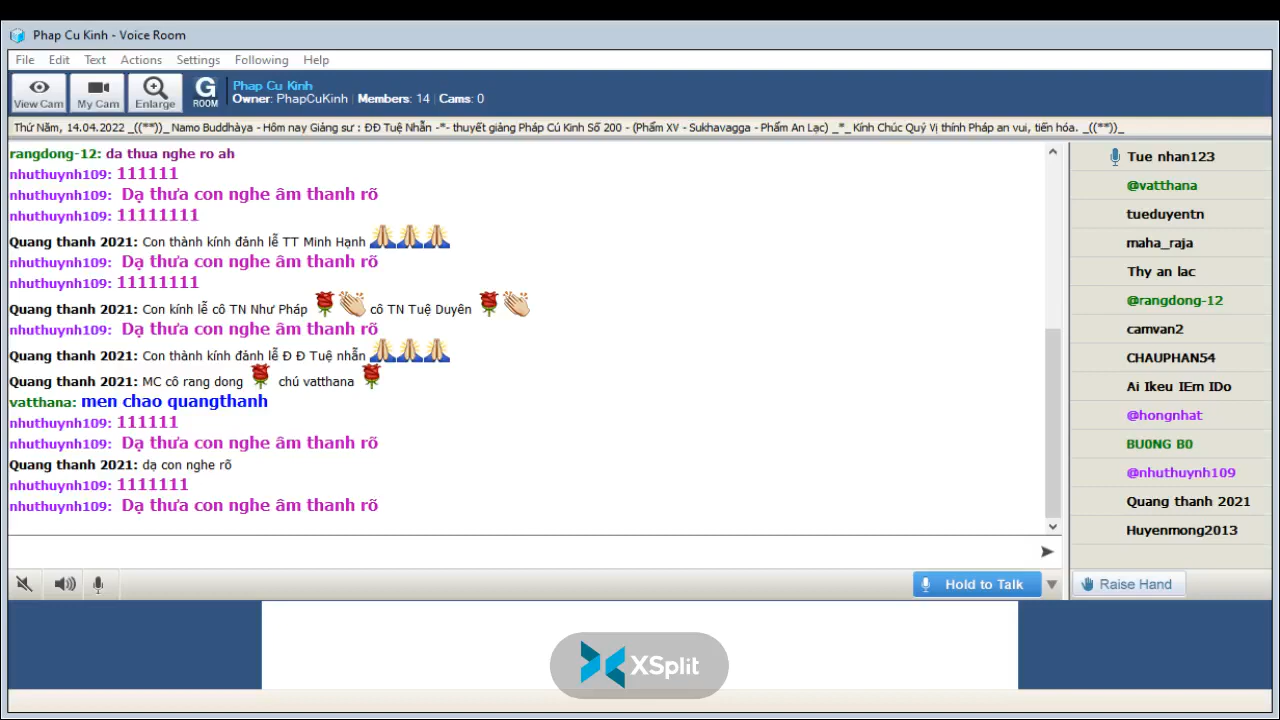 Phap Cu Kinh - Voice Room
File Edit Text Actions Settings Following Help
View Cam My Cam Enlarge G ROOM Phap Cu Kinh
Owner: PhapCuKinh Members: 14 Cams: 0
Thứ Năm, 14.04.2022 _((**))_ Namo Buddhàya - Hôm nay Giảng sư : ĐĐ Tuệ Nhẫn -*- thuyết giảng Pháp Cú Kinh Số 200 - (Phẩm XV - Sukhavagga - Phẩm An Lạc) _*_ Kính Chúc Quý Vị thính Pháp an vui, tiến hóa. _((**))_
rangdong-12: da thua nghe ro ah
nhuthuynh109: 111111
nhuthuynh109: Dạ thưa con nghe âm thanh rõ
nhuthuynh109: 11111111
Quang thanh 2021: Con thành kính đảnh lễ TT Minh Hạnh 🙏🙏🙏
nhuthuynh109: Dạ thưa con nghe âm thanh rõ
nhuthuynh109: 11111111
Quang thanh 2021: Con kính lễ cô TN Như Pháp 🌹👏 cô TN Tuệ Duyên 🌹👏
nhuthuynh109: Dạ thưa con nghe âm thanh rõ
Quang thanh 2021: Con thành kính đảnh lễ Đ Đ Tuệ nhẫn 🙏🙏🙏
Quang thanh 2021: MC cô rang dong 🌹 chú vatthana 🌹
vatthana: men chao quangthanh
nhuthuynh109: 111111
nhuthuynh109: Dạ thưa con nghe âm thanh rõ
Quang thanh 2021: dạ con nghe rõ
nhuthuynh109: 1111111
nhuthuynh109: Dạ thưa con nghe âm thanh rõ
Hold to Talk
Tue nhan123
@vatthana
tueduyentn
maha_raja
Thy an lac
@rangdong-12
camvan2
CHAUPHAN54
Ai Ikeu IEm IDo
@hongnhat
BU0NG B0
@nhuthuynh109
Quang thanh 2021
Huyenmong2013
Raise Hand
XSplit